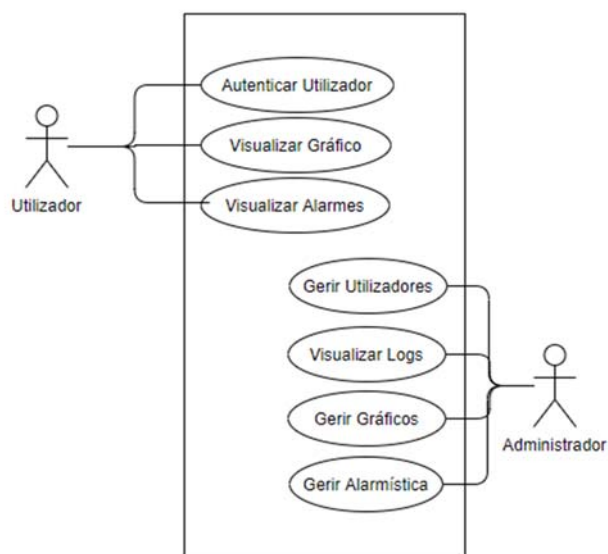 Autenticar Utilizador
Visualizar Gráfico
Visualizar Alarmes
Utilizador
Gerir Utilizadores
Visualizar Logs
Gerir Gráficos
Gerir Alarmística
Administrador